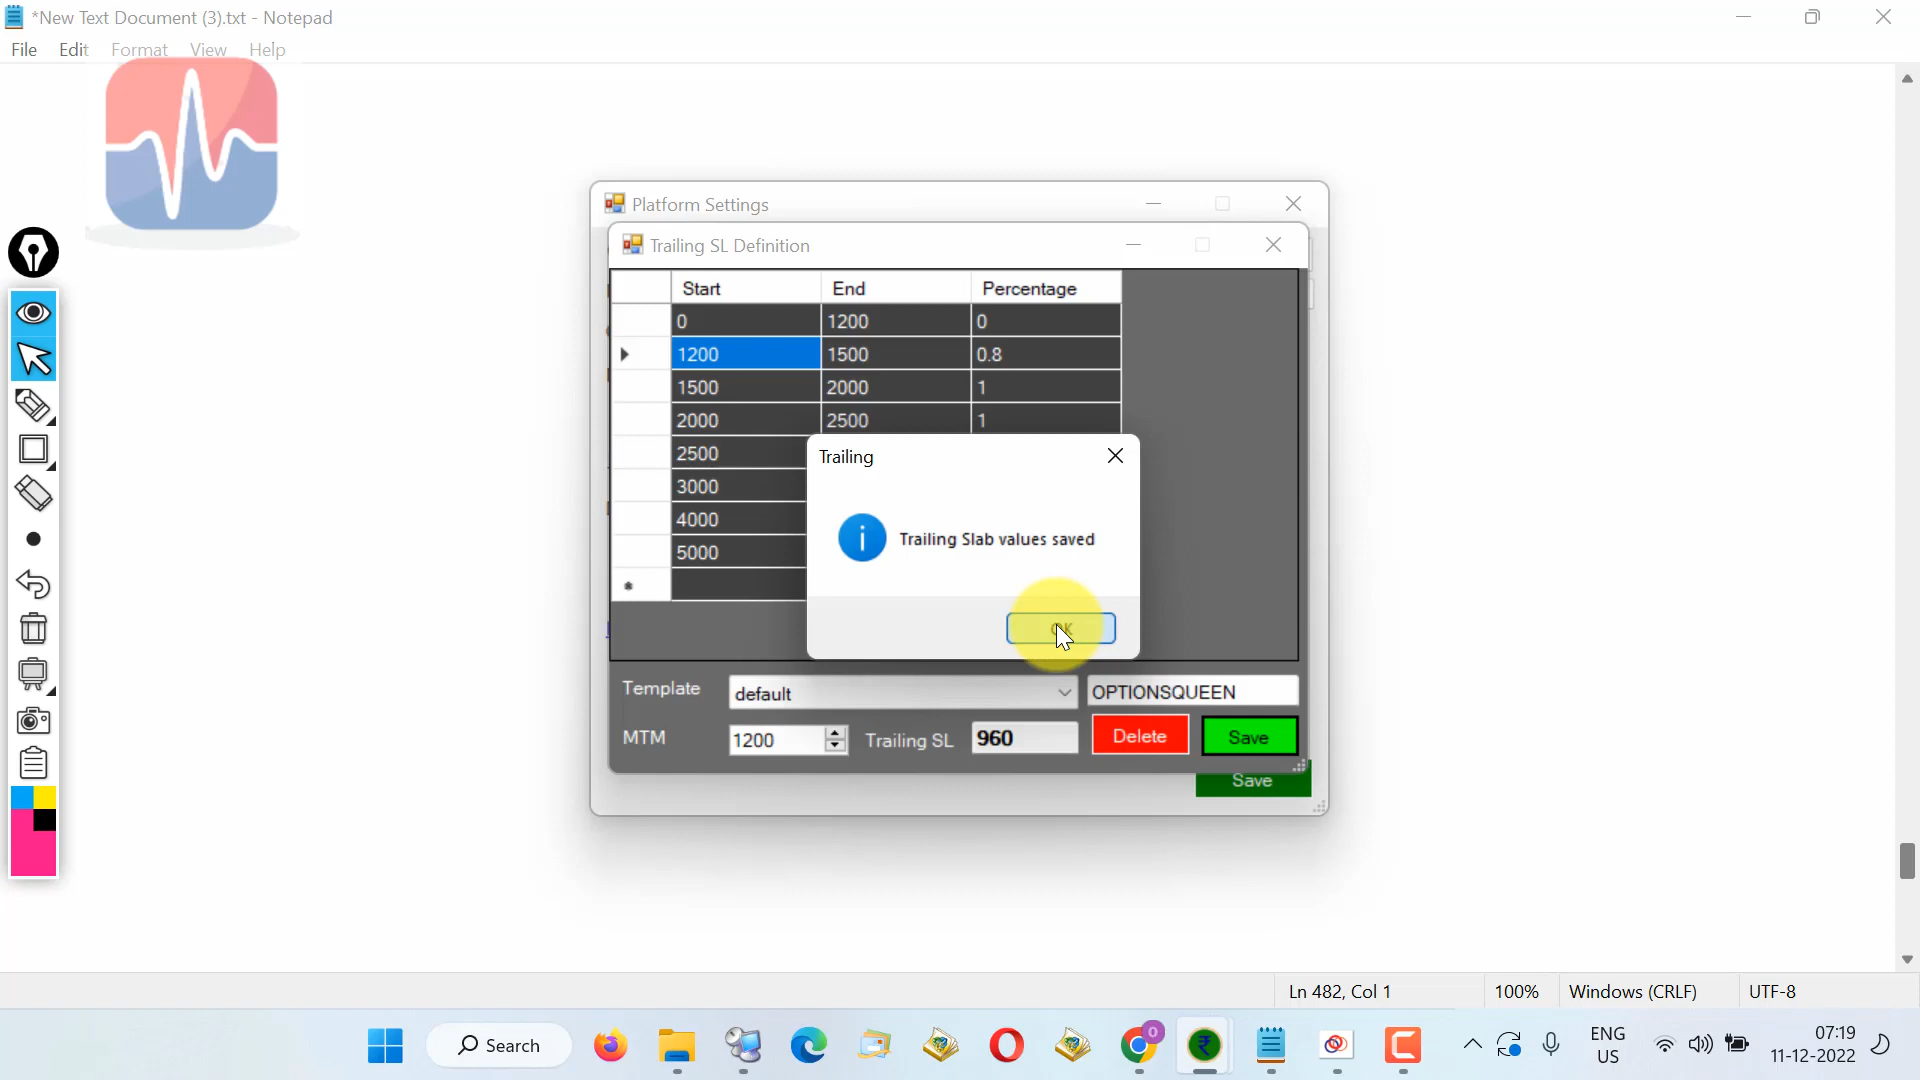 *New Text Document (3).txt - Notepad
File Edit Format View Help
Platform Settings
Trailing SL Definition
Start End Percentage
0 1200 0
1200 1500 0.8
1500 2000 1
2000 2500 1
2500
3000
4000
5000
*
Trailing
Trailing Slab values saved
OK
Template default OPTIONSQUEEN
MTM 1200 Trailing SL 960 Delete Save
Save
Ln 482, Col 1 100% Windows (CRLF) UTF-8
Search
0
ENG
US
07:19
11-12-2022